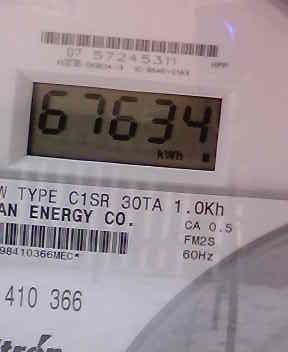 07 57245311
67634
kWh
W TYPE C1SR 30TA 1.0Kh
AN ENERGY CO.
CA 0.5
FM2S
60Hz
98410366MEC*
410 366